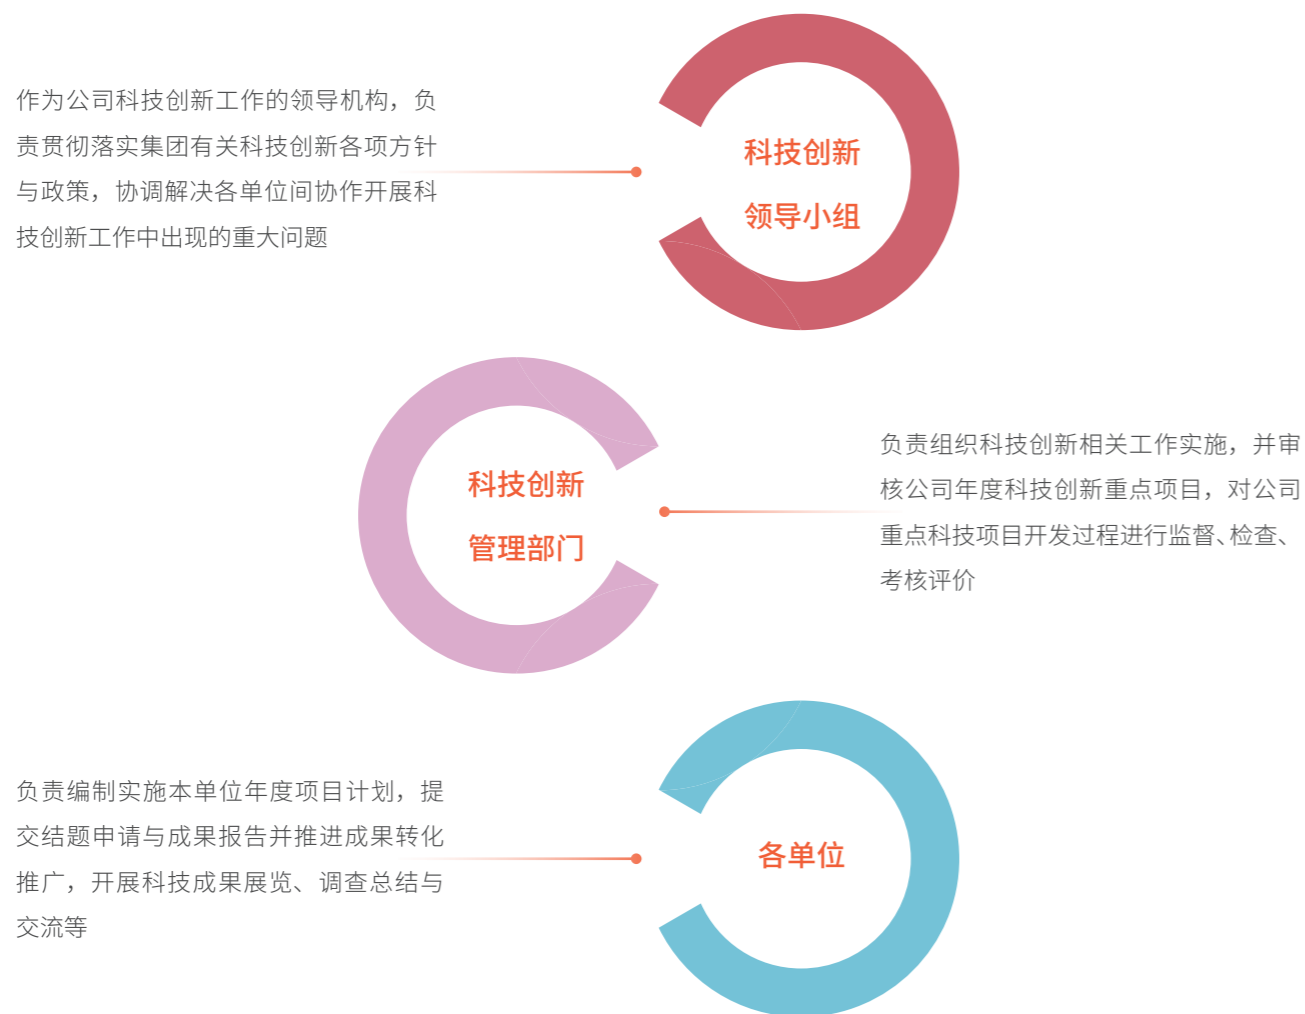 作为公司科技创新工作的领导机构，负
责贯彻落实集团有关科技创新各项方针
与政策，协调解决各单位间协作开展科
技创新工作中出现的重大问题
科技创新
领导小组
科技创新
管理部门
负责组织科技创新相关工作实施，并审
核公司年度科技创新重点项目，对公司
重点科技项目开发过程进行监督、检查、
考核评价
负责编制实施本单位年度项目计划，提
交结题申请与成果报告并推进成果转化
推广，开展科技成果展览、调查总结与
交流等
各单位